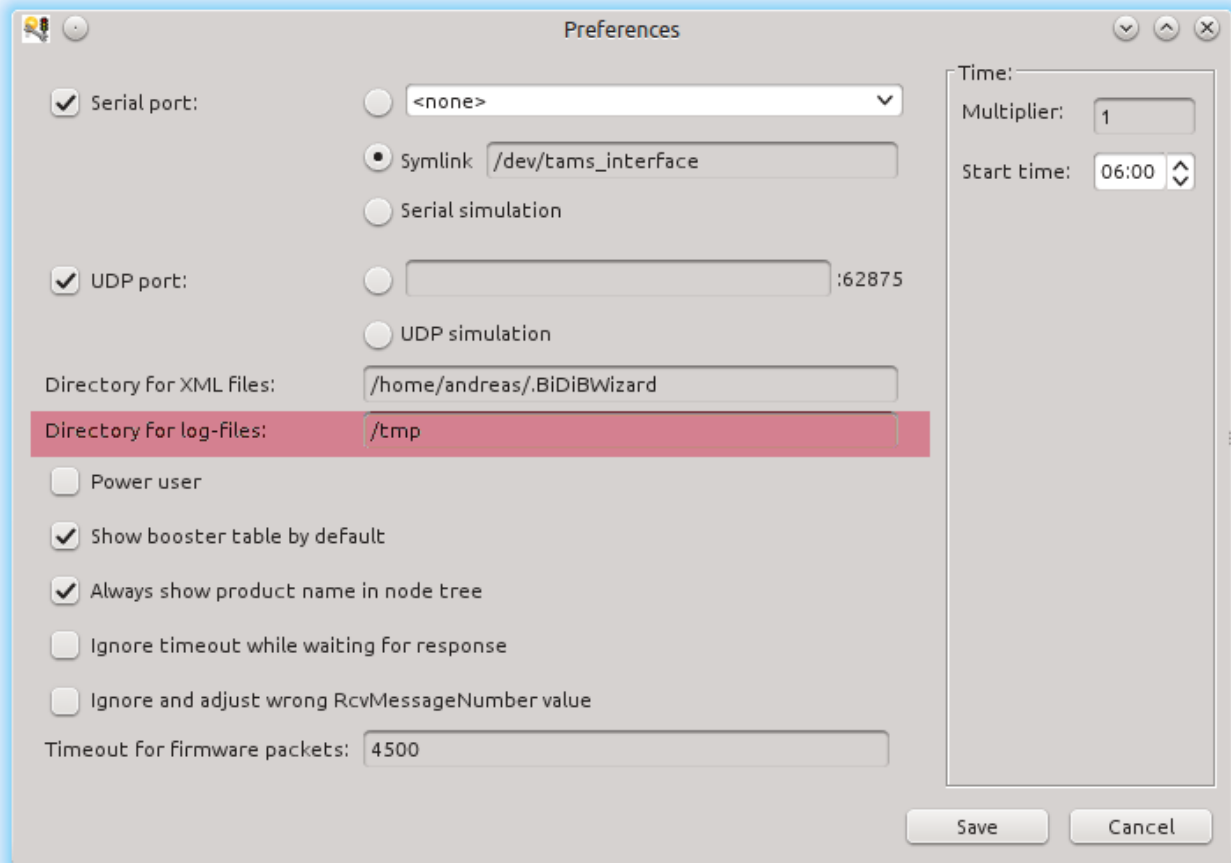 Preferences
Serial port:
<none>
Symlink /dev/tams_interface
Serial simulation
UDP port: :62875
UDP simulation
Directory for XML files: /home/andreas/.BiDiBWizard
Directory for log-files: /tmp
Power user
Show booster table by default
Always show product name in node tree
Ignore timeout while waiting for response
Ignore and adjust wrong RcvMessageNumber value
Timeout for firmware packets: 4500
Time:
Multiplier: 1
Start time: 06:00
Save Cancel